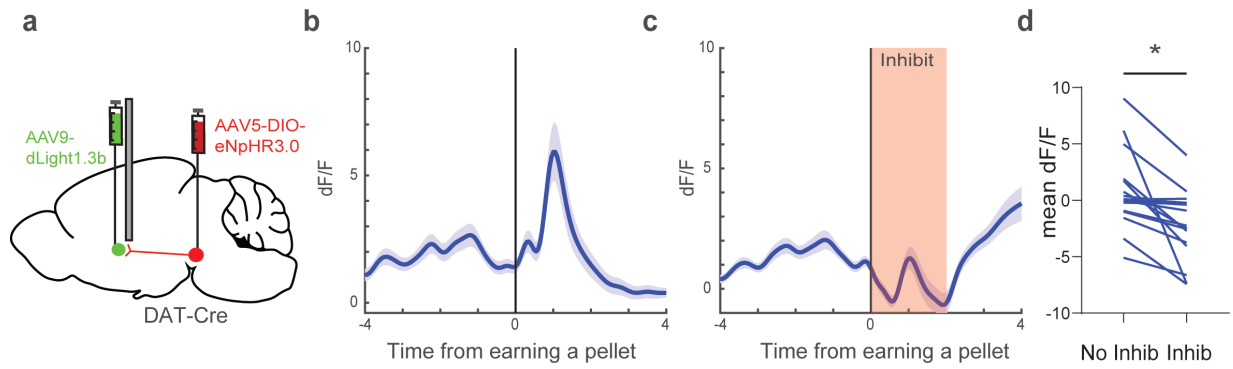 a
AAV9-
dLight1.3b
AAV5-DIO-
eNpHR3.0
DAT-Cre
b
10
5
0
dF/F
-4
0
4
Time from earning a pellet
c
10
5
0
dF/F
Inhibit
-4
0
4
Time from earning a pellet
d
*
10
5
0
-5
-10
mean dF/F
No Inhib Inhib